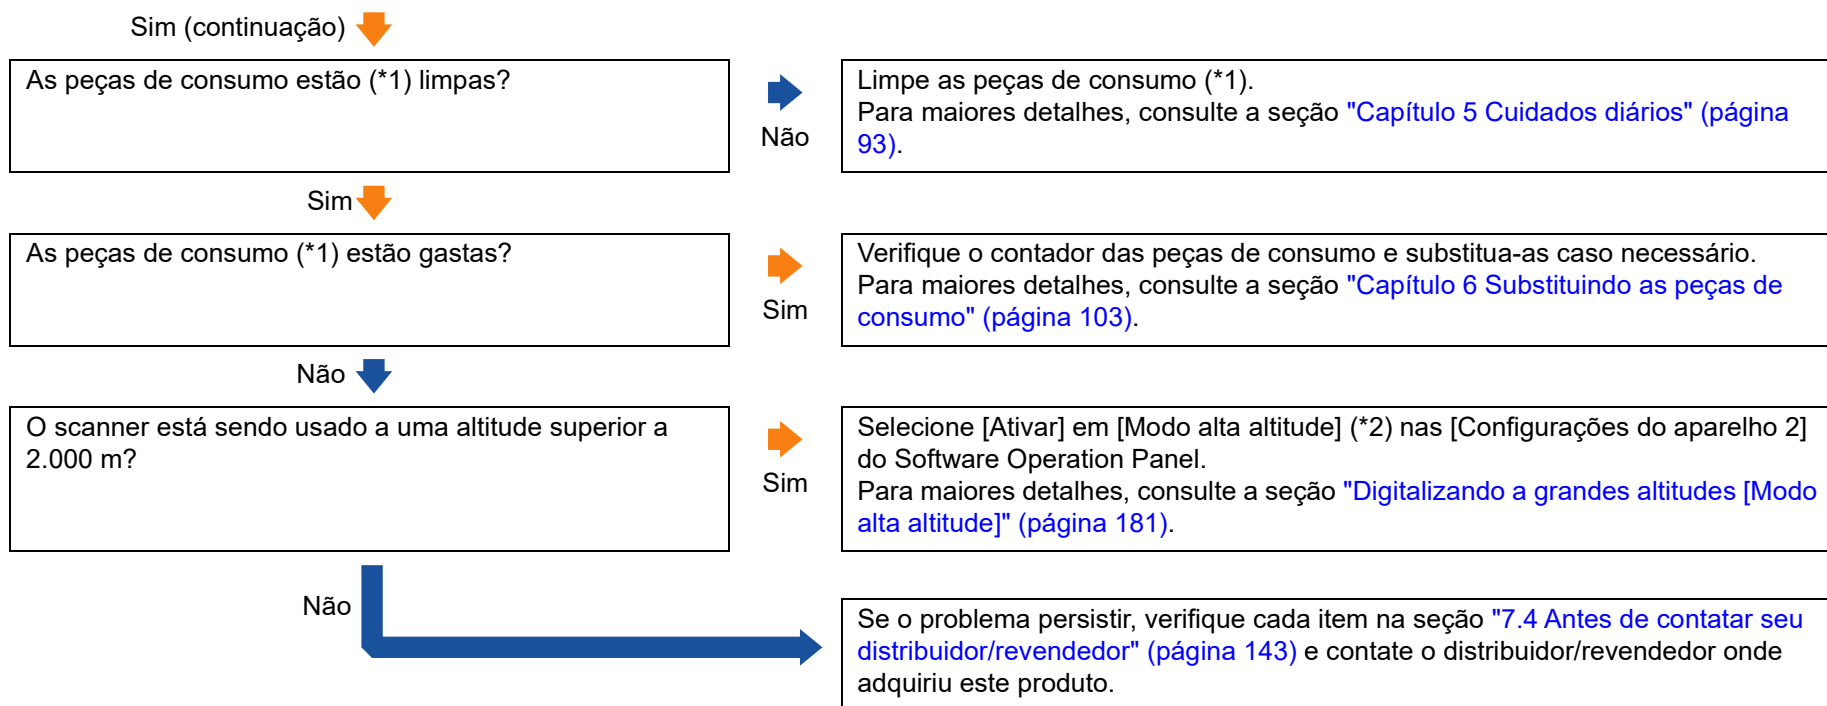 Sim (continuação)
As peças de consumo estão (*1) limpas?
Não
Limpe as peças de consumo (*1).
Para maiores detalhes, consulte a seção "Capítulo 5 Cuidados diários" (página
93).
Sim
As peças de consumo (*1) estão gastas?
Sim
Verifique o contador das peças de consumo e substitua-as caso necessário.
Para maiores detalhes, consulte a seção "Capítulo 6 Substituindo as peças de
consumo" (página 103).
Não
O scanner está sendo usado a uma altitude superior a
2.000 m?
Sim
Selecione [Ativar] em [Modo alta altitude] (*2) nas [Configurações do aparelho 2]
do Software Operation Panel.
Para maiores detalhes, consulte a seção "Digitalizando a grandes altitudes [Modo
alta altitude]" (página 181).
Não
Se o problema persistir, verifique cada item na seção "7.4 Antes de contatar seu
distribuidor/revendedor" (página 143) e contate o distribuidor/revendedor onde
adquiriu este produto.